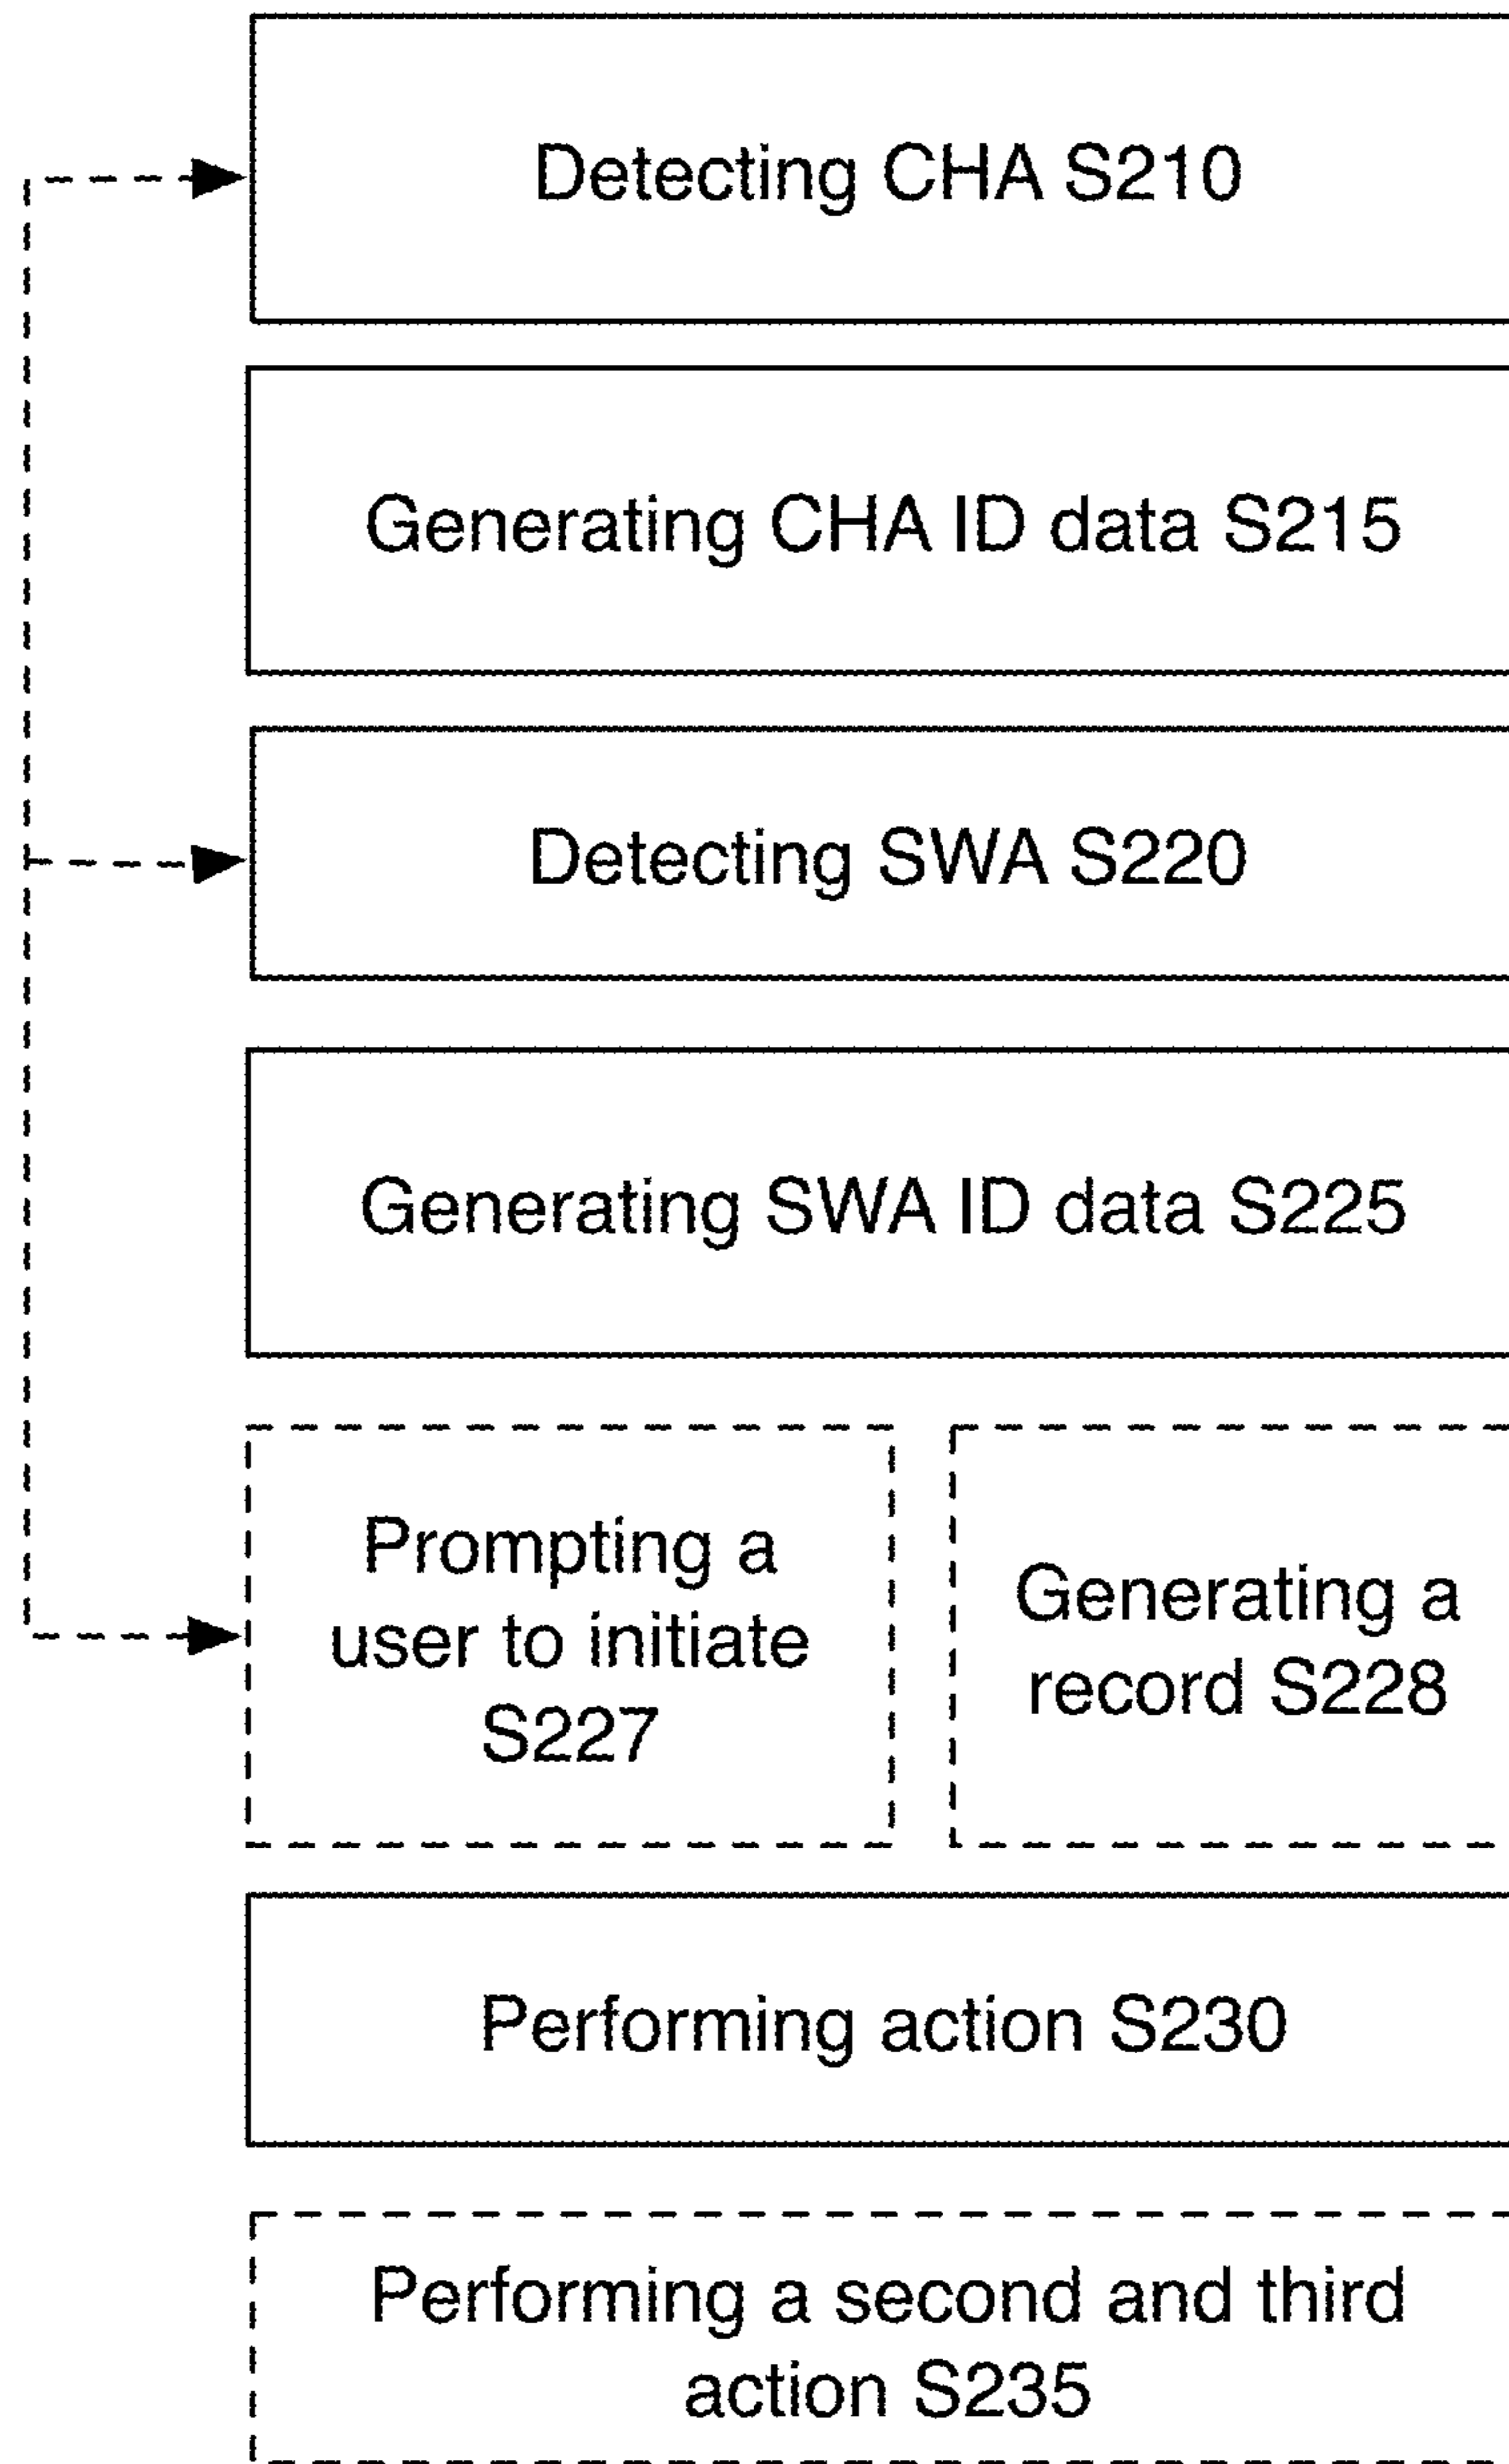 Detecting CHA S210
Generating CHA ID data S215
Detecting SWA S220
Generating SWA ID data S225
Prompting a
user to initiate
S227
Generating a
record S228
Performing action S230
Performing a second and third
action S235